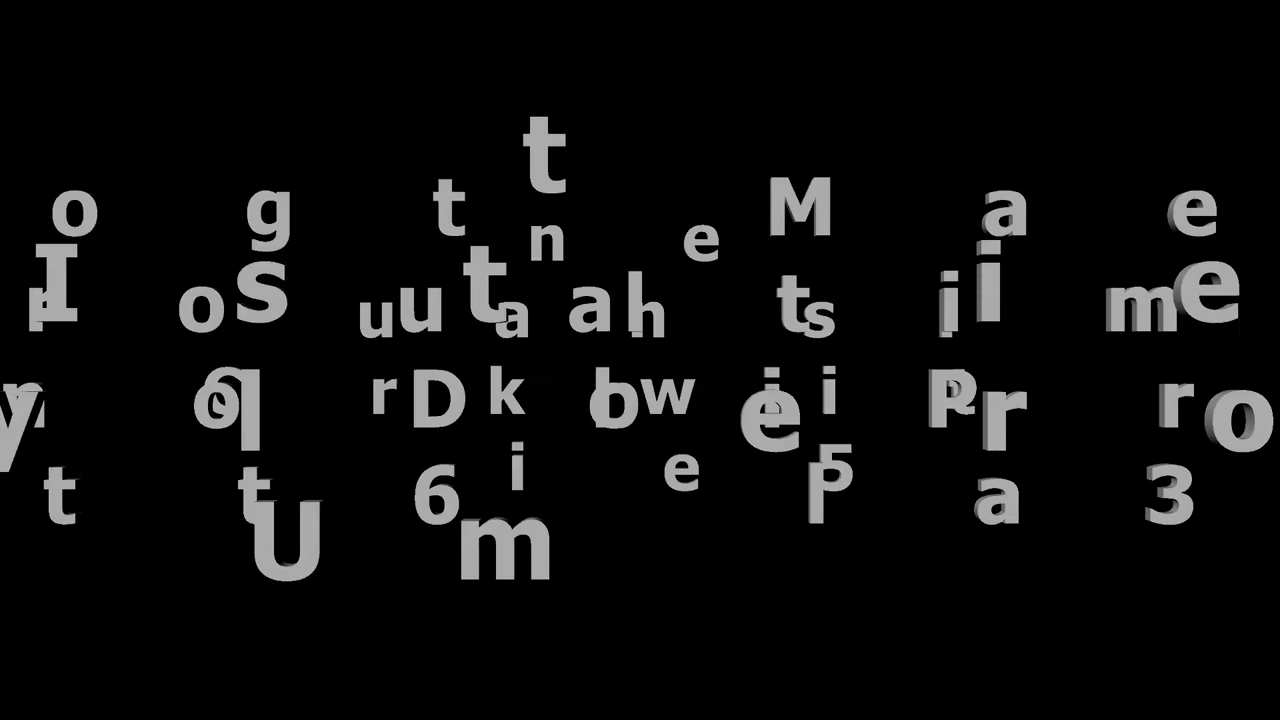 t
o g t M a e
n e
I s t i e
r o u u a a h t s i m
r D k w i r
y l e r o
i e 5
t t 6 l a 3
U m